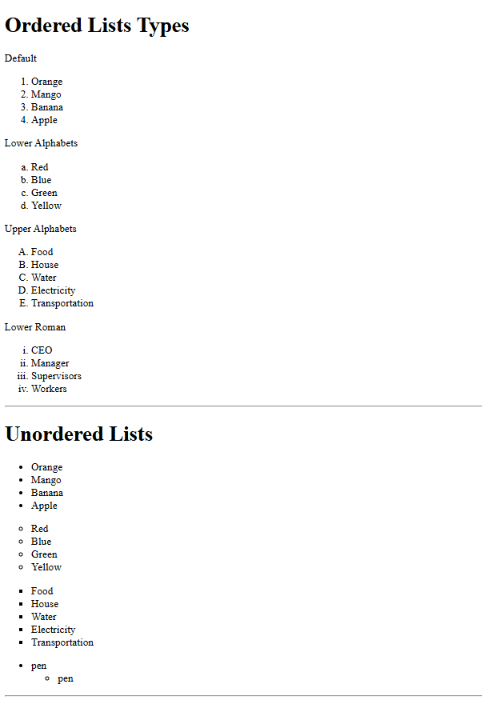 Ordered Lists Types
Default
1. Orange
2. Mango
3. Banana
4. Apple
Lower Alphabets
a. Red
b. Blue
c. Green
d. Yellow
Upper Alphabets
A. Food
B. House
C. Water
D. Electricity
E. Transportation
Lower Roman
i. CEO
ii. Manager
iii. Supervisors
iv. Workers
Unordered Lists
• Orange
• Mango
• Banana
• Apple
◦ Red
◦ Blue
◦ Green
◦ Yellow
▪ Food
▪ House
▪ Water
▪ Electricity
▪ Transportation
• pen
◦ pen